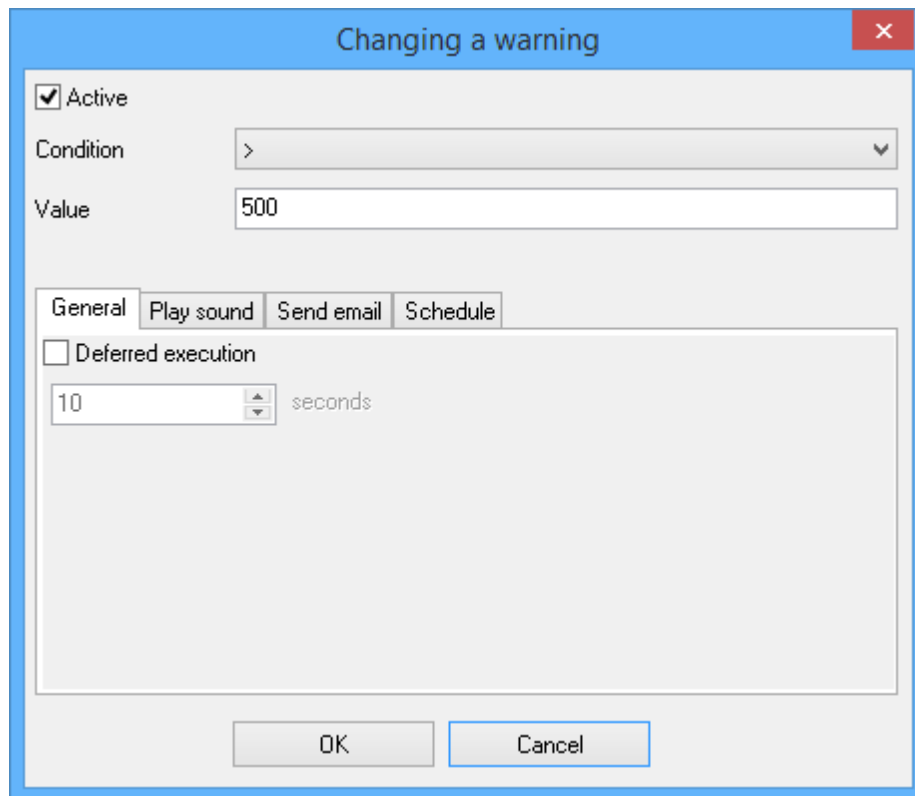 Changing a warning
Active
Condition >
Value 500
General Play sound Send email Schedule
Deferred execution
10 seconds
OK Cancel